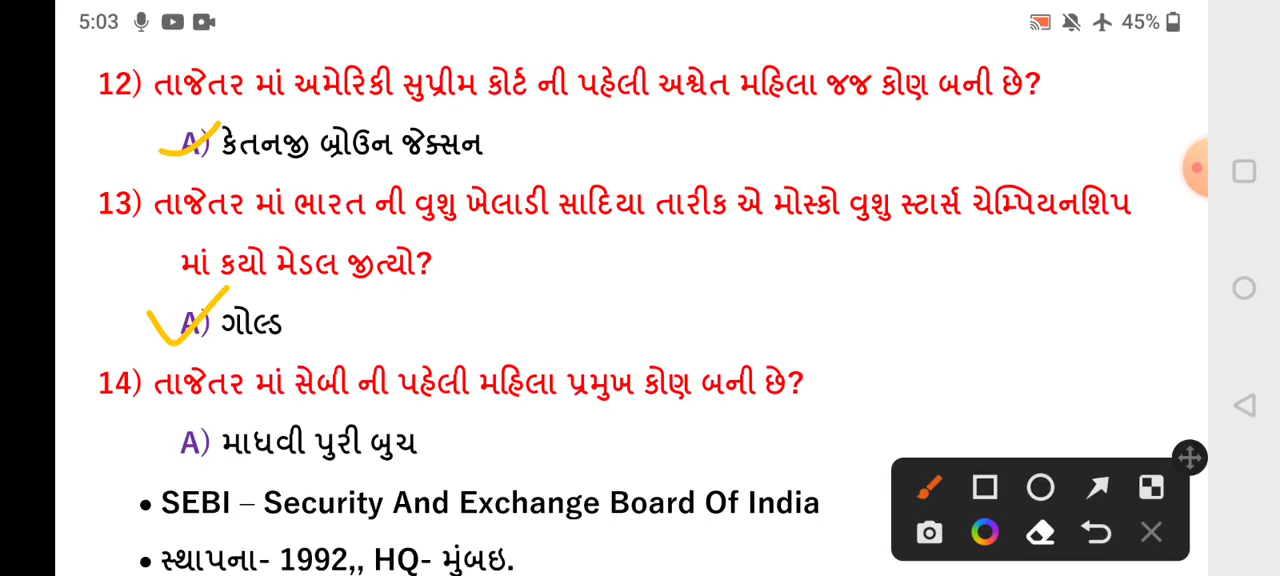 5:03 45%
12) તાજેતર માં અમેરિકી સુપ્રીમ કોર્ટ ની પહેલી અશ્વેત મહિલા જજ કોણ બની છે?
A) કેતનજી બ્રોઉન જેક્સન
13) તાજેતર માં ભારત ની વુશુ ખેલાડી સાદિયા તારીક એ મોસ્કો વુશુ સ્ટાર્સ ચેમ્પિયનશિપ
માં કયો મેડલ જીત્યો?
A) ગોલ્ડ
14) તાજેતર માં સેબી ની પહેલી મહિલા પ્રમુખ કોણ બની છે?
A) માધવી પુરી બુચ
• SEBI – Security And Exchange Board Of India
• સ્થાપના- 1992,, HQ- મુંબઇ.